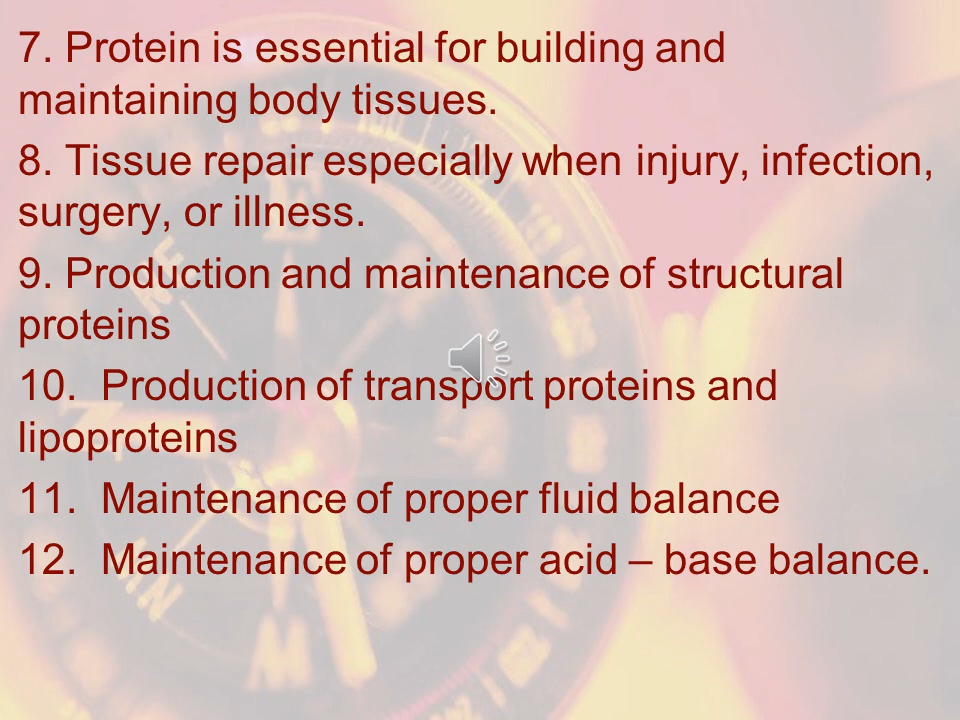 7. Protein is essential for building and
maintaining body tissues.
8. Tissue repair especially when injury, infection,
surgery, or illness.
9. Production and maintenance of structural
proteins
10.  Production of transport proteins and
lipoproteins
11.  Maintenance of proper fluid balance
12.  Maintenance of proper acid – base balance.